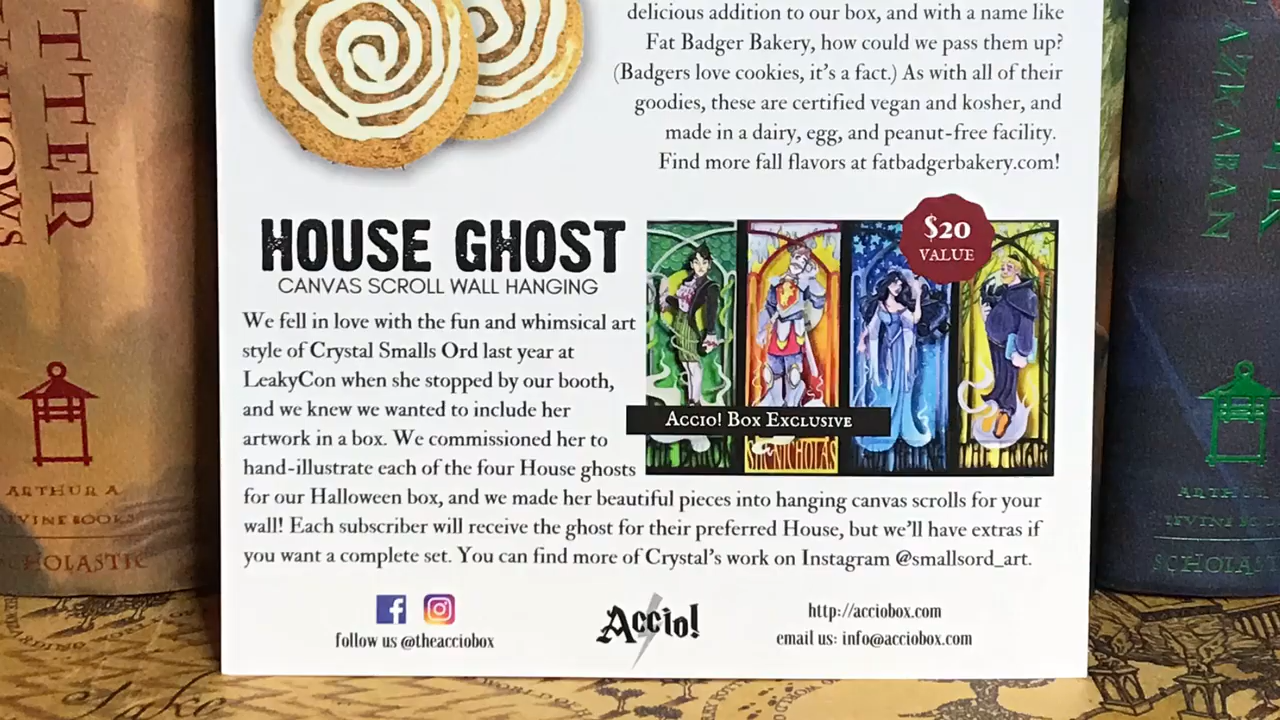 delicious addition to our box, and with a name like
Fat Badger Bakery, how could we pass them up?
(Badgers love cookies, it's a fact.) As with all of their
goodies, these are certified vegan and kosher, and
made in a dairy, egg, and peanut-free facility.
Find more fall flavors at fatbadgerbakery.com!
HOUSE GHOST
CANVAS SCROLL WALL HANGING
$20
VALUE
We fell in love with the fun and whimsical art
style of Crystal Smalls Ord last year at
LeakyCon when she stopped by our booth,
and we knew we wanted to include her
artwork in a box. We commissioned her to
hand-illustrate each of the four House ghosts
for our Halloween box, and we made her beautiful pieces into hanging canvas scrolls for your
wall! Each subscriber will receive the ghost for their preferred House, but we'll have extras if
you want a complete set. You can find more of Crystal's work on Instagram @smallsord_art.
Accio! Box Exclusive
SIR NICHOLAS
THE FRIAR
follow us @theacciobox
Accio!
http://acciobox.com
email us: info@acciobox.com
TTER
LLOWS
ARTHUR A
EVINE BOOKS
SCHOLASTIC
AZKABAN
ARTHU
SCHOLAST